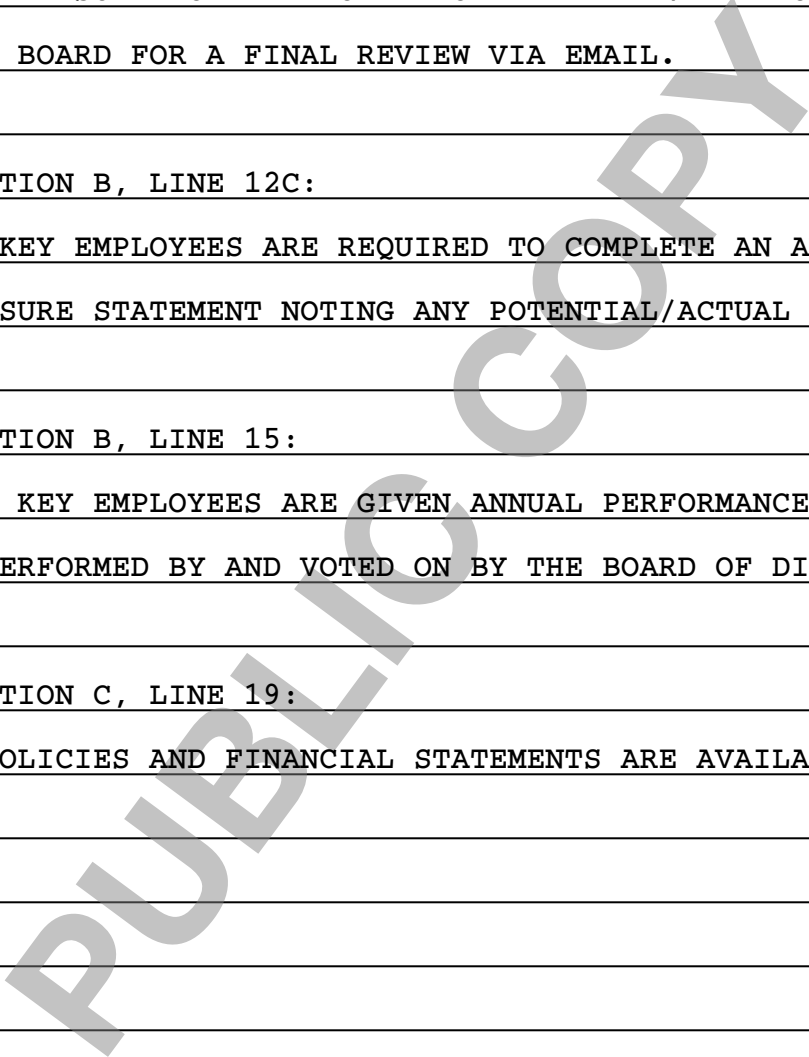 BOARD FOR A FINAL REVIEW VIA EMAIL.
TION B, LINE 12C:
KEY EMPLOYEES ARE REQUIRED TO COMPLETE AN A
SURE STATEMENT NOTING ANY POTENTIAL/ACTUAL
TION B, LINE 15:
KEY EMPLOYEES ARE GIVEN ANNUAL PERFORMANCE
ERFORMED BY AND VOTED ON BY THE BOARD OF DI
TION C, LINE 19:
OLICIES AND FINANCIAL STATEMENTS ARE AVAILA
PUBLIC COPY